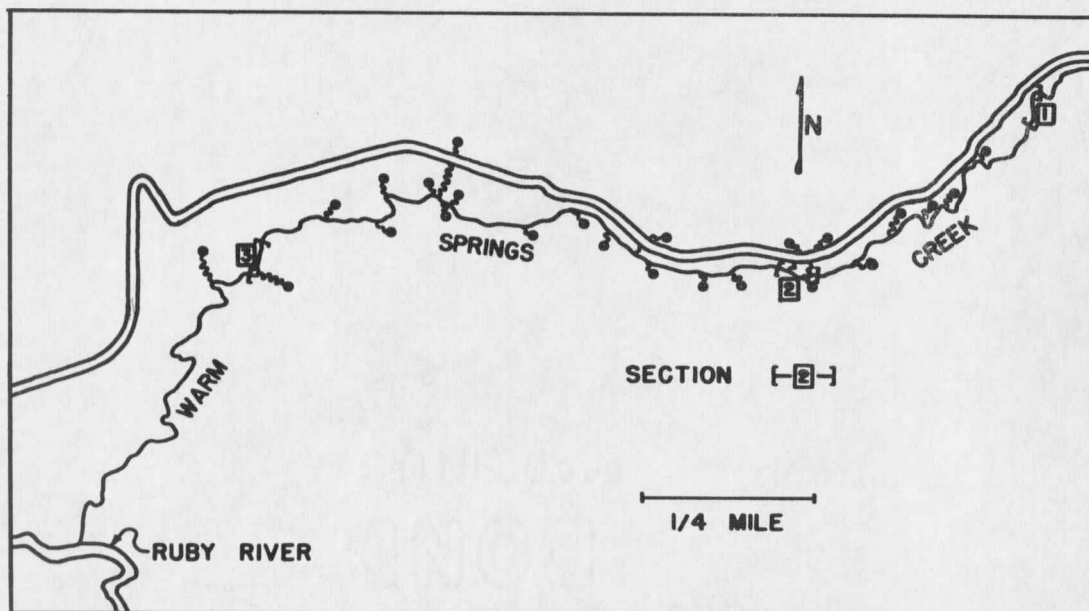 1
N
3
SPRINGS
CREEK
2
SECTION 2
WARM
1/4 MILE
RUBY RIVER